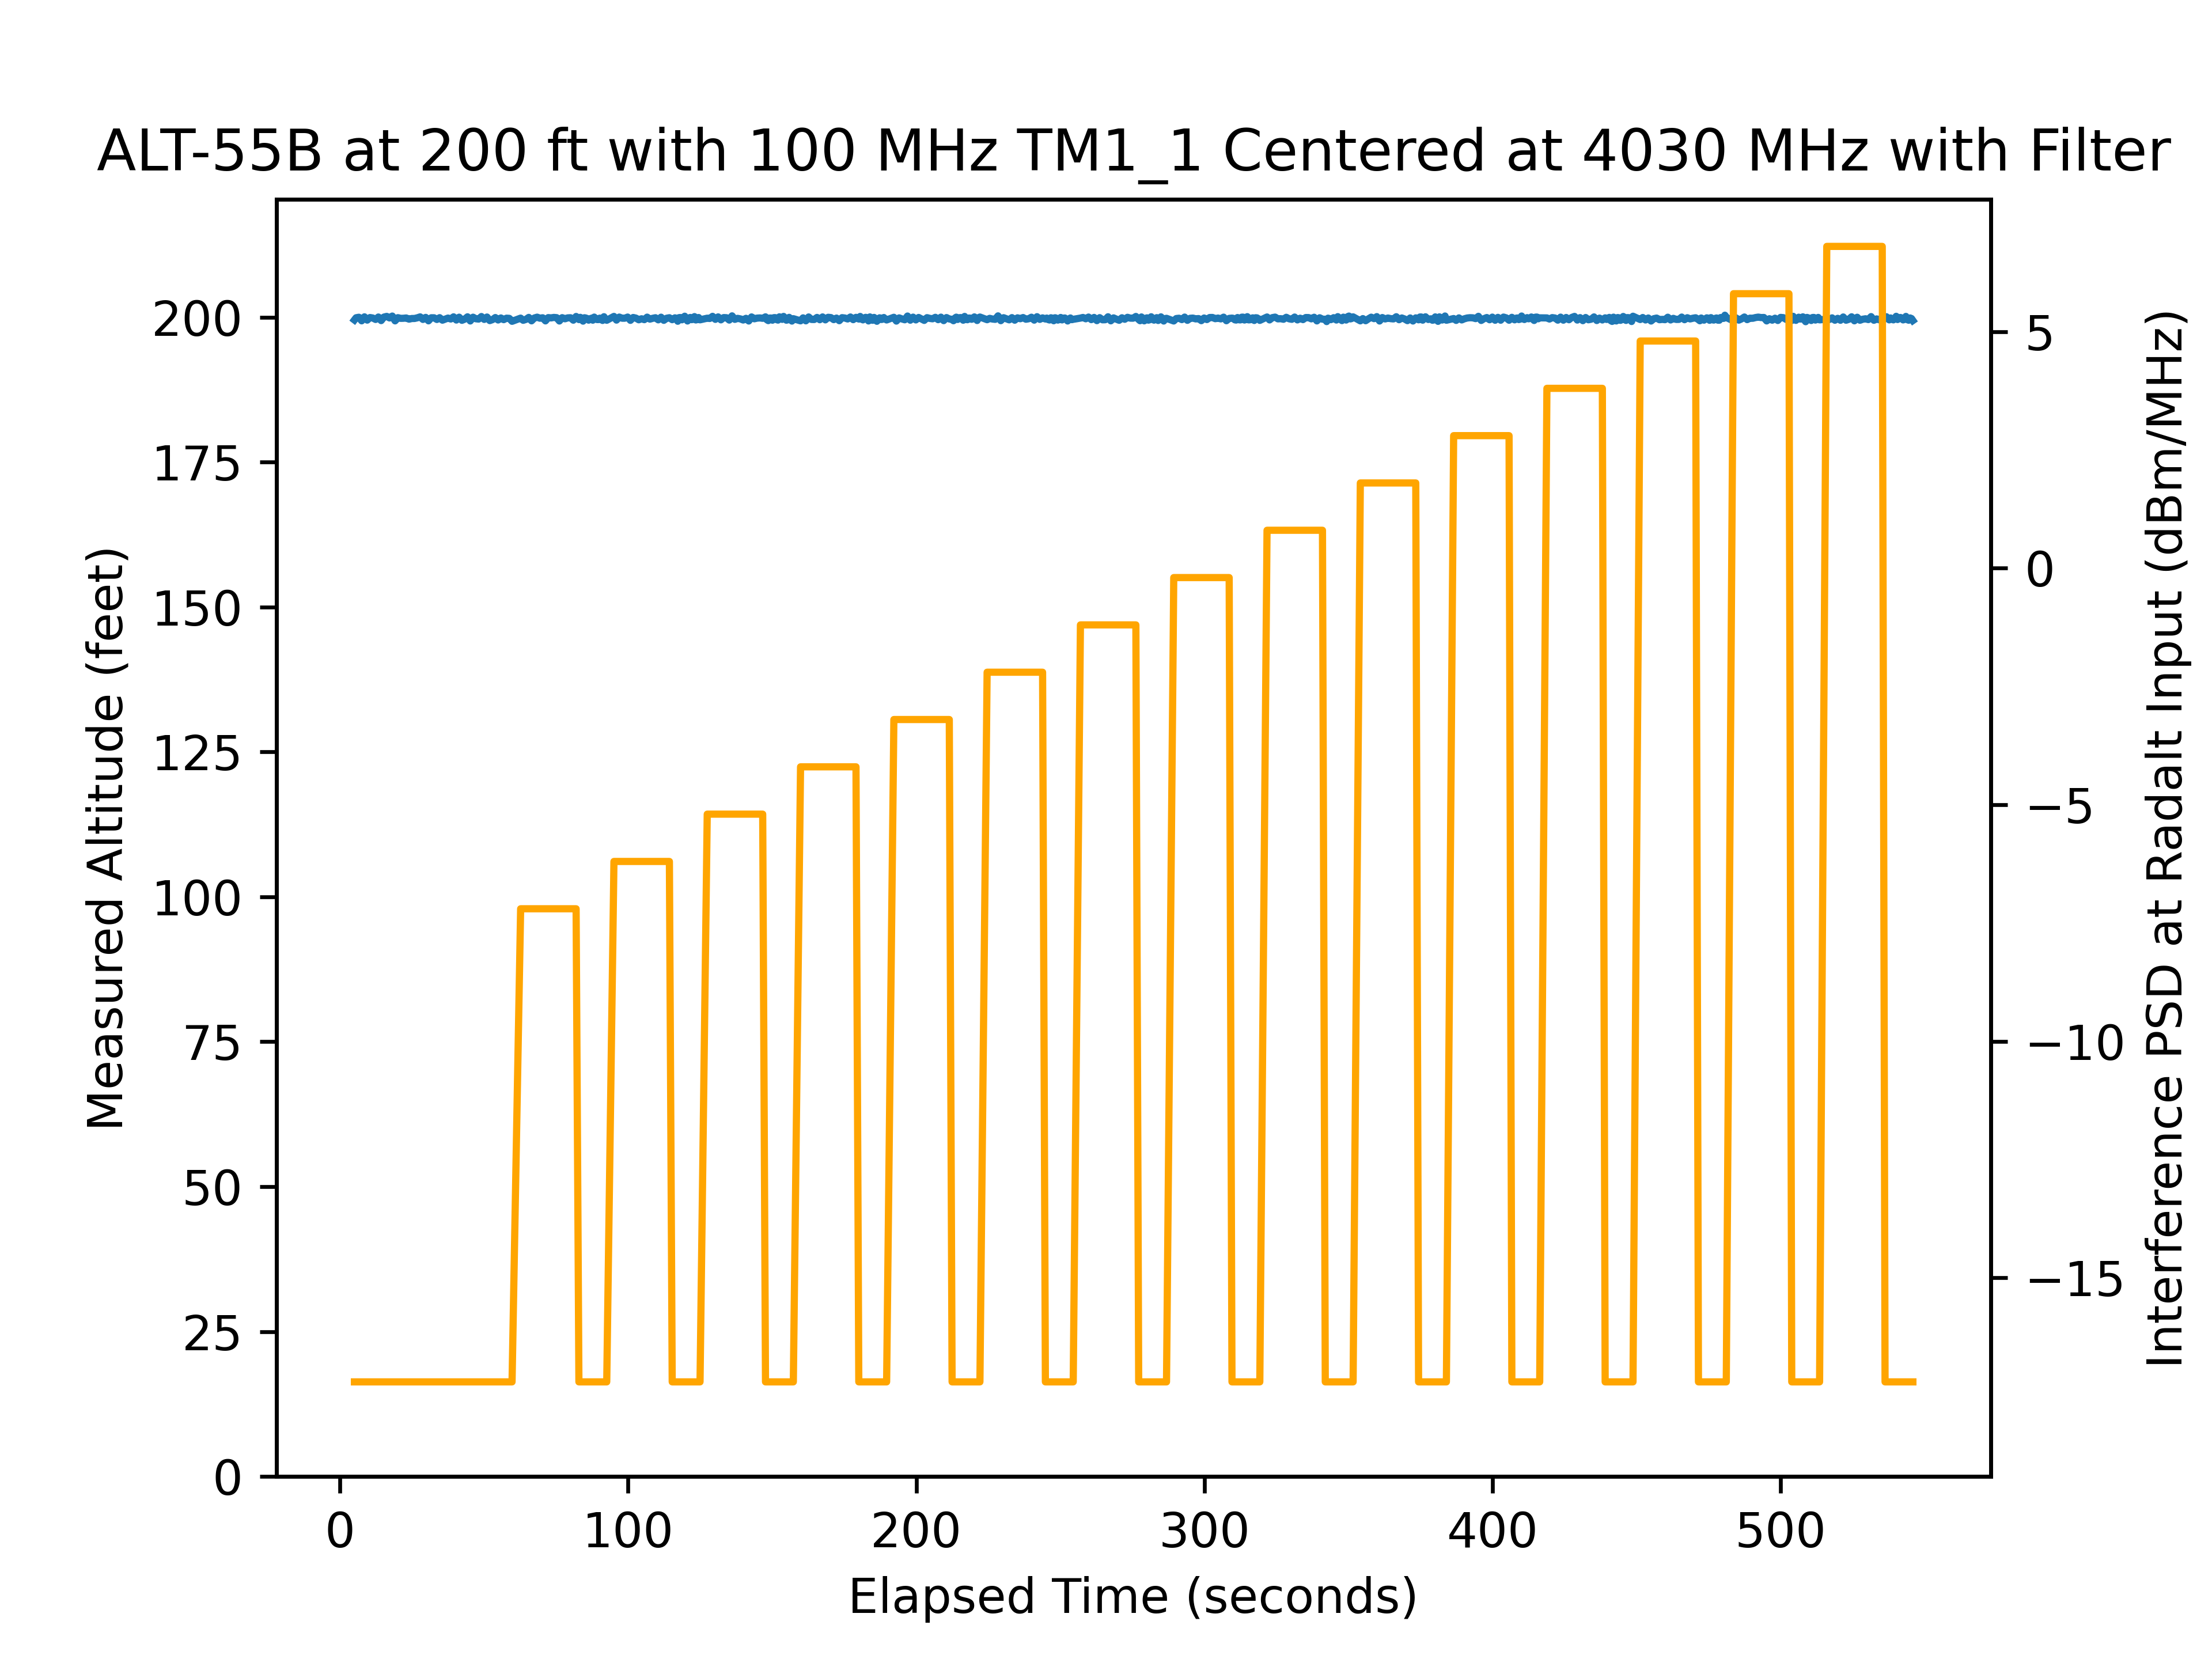 ALT-55B at 200 ft with 100 MHz TM1_1 Centered at 4030 MHz with Filter
Measured Altitude (feet)
200
175
150
125
100
75
50
25
0
5
0
−5
−10
−15
Interference PSD at Radalt Input (dBm/MHz)
0 100 200 300 400 500
Elapsed Time (seconds)